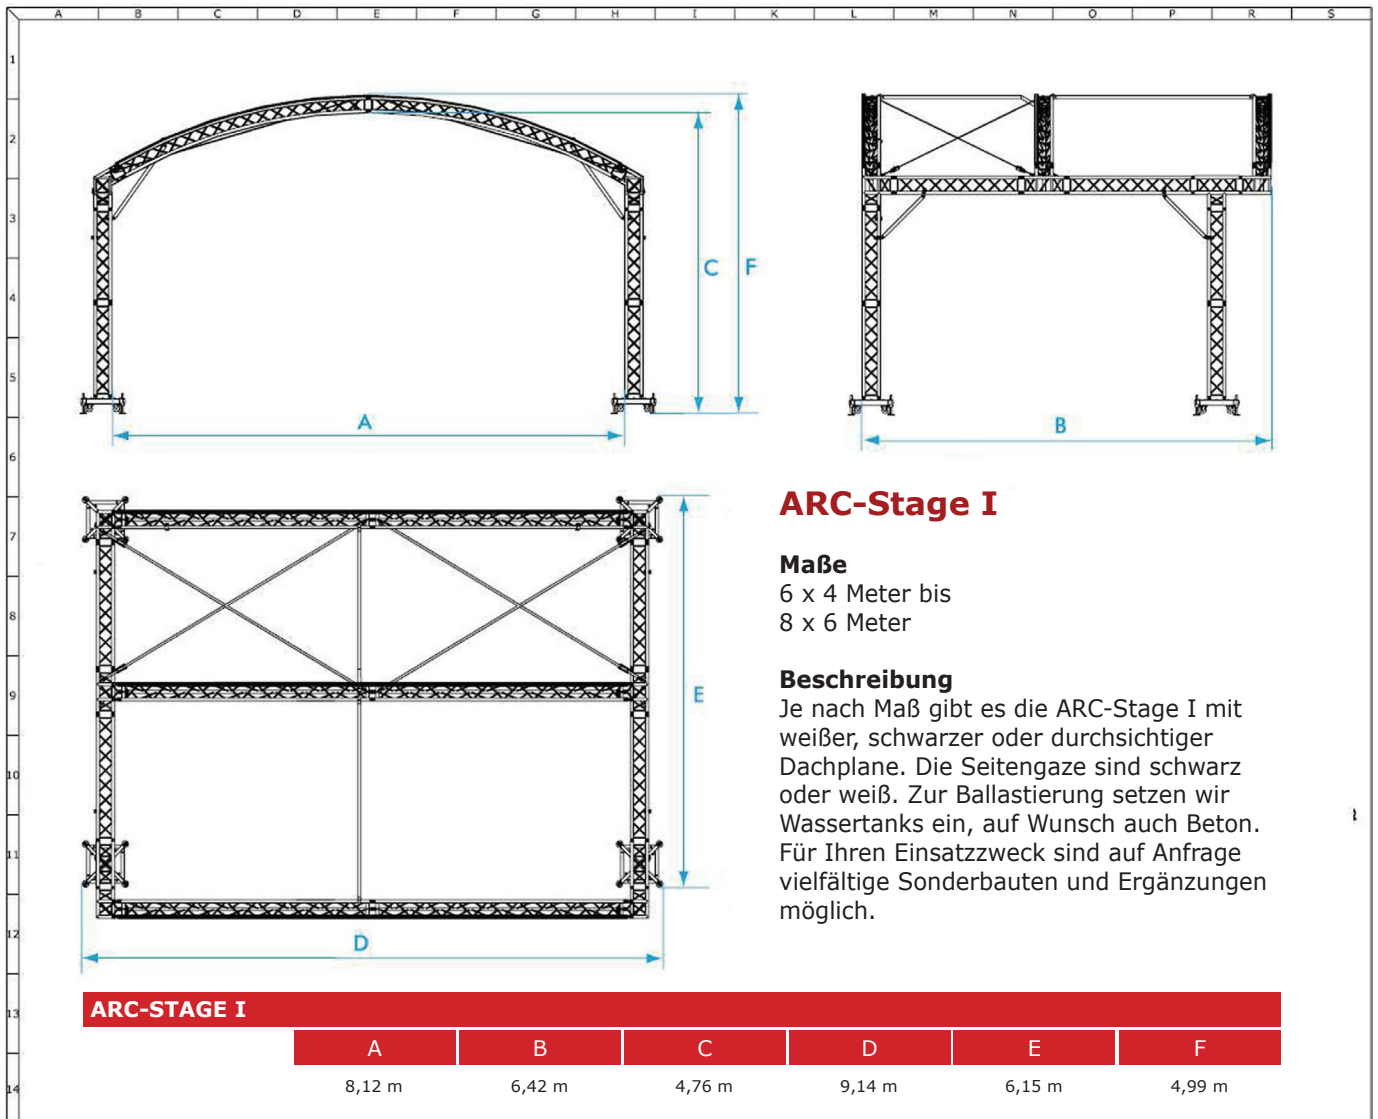 A B C D E F G H I K L M N O P Q R S
1
2
3
4
5
6
7
8
9
10
11
12
13
14
C F
A
B
E
D
ARC-Stage I
Maße
6 x 4 Meter bis
8 x 6 Meter
Beschreibung
Je nach Maß gibt es die ARC-Stage I mit
weißer, schwarzer oder durchsichtiger
Dachplane. Die Seitengaze sind schwarz
oder weiß. Zur Ballastierung setzen wir
Wassertanks ein, auf Wunsch auch Beton.
Für Ihren Einsatzzweck sind auf Anfrage
vielfältige Sonderbauten und Ergänzungen
möglich.
ARC-STAGE I
A B C D E F
8,12 m 6,42 m 4,76 m 9,14 m 6,15 m 4,99 m